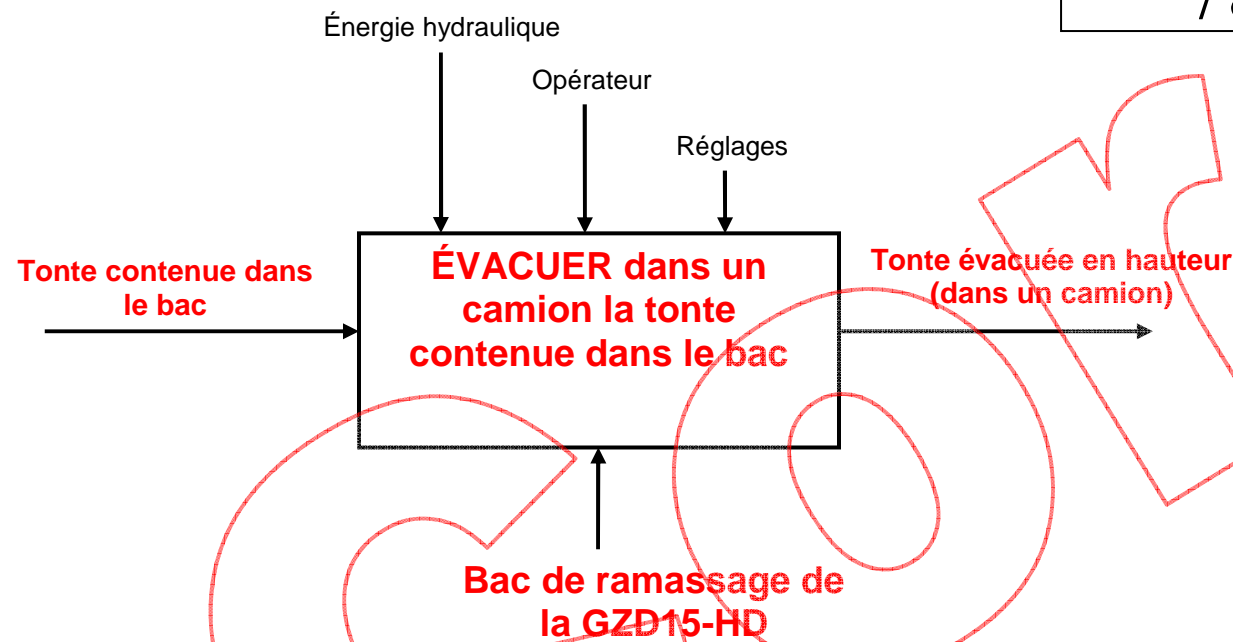 Énergie hydraulique
Opérateur
Réglages
Tonte contenue dans
le bac
ÉVACUER dans un
camion la tonte
contenue dans le bac
Tonte évacuée en hauteur
(dans un camion)
Bac de ramassage de
la GZD15-HD